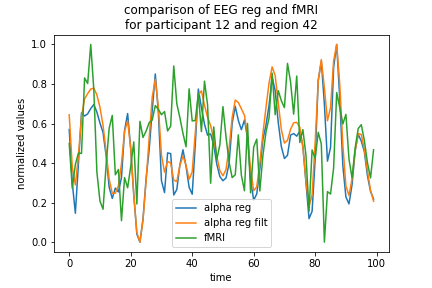 comparison of EEG reg and fMRI
for participant 12 and region 42
normalized values
1.0
0.8
0.6
0.4
0.2
0.0
alpha reg
alpha reg filt
fMRI
0 20 40 60 80 100
time